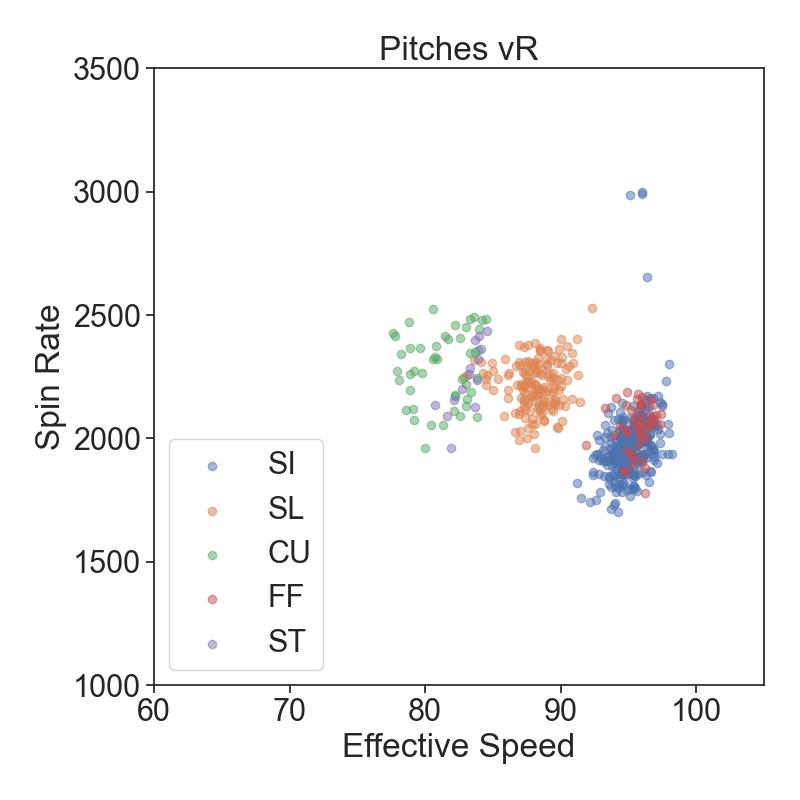 Pitches vR
3500
3000
2500
2000
1500
1000
Spin Rate
SI
SL
CU
FF
ST
60 70 80 90 100
Effective Speed